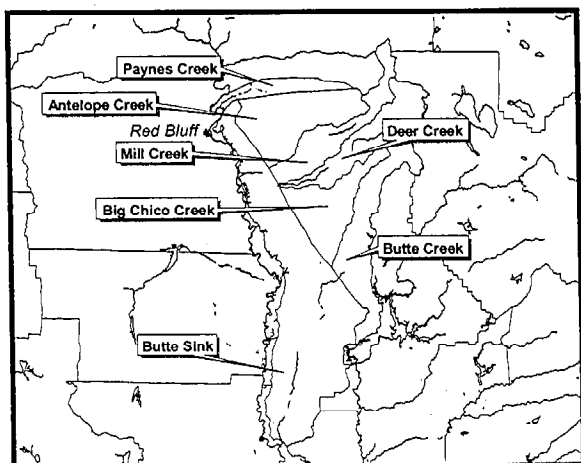 Paynes Creek
Antelope Creek
Red Bluff
Deer Creek
Mill Creek
Big Chico Creek
Butte Creek
Butte Sink